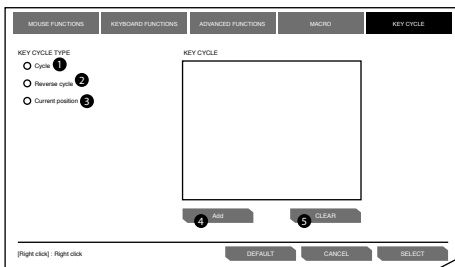 MOUSE FUNCTIONS KEYBOARD FUNCTIONS ADVANCED FUNCTIONS MACRO KEY CYCLE
KEY CYCLE TYPE KEY CYCLE
Cycle 1
Reverse cycle 2
Current position 3
4 Add 5 CLEAR
[Right click] : Right click DEFAULT CANCEL SELECT